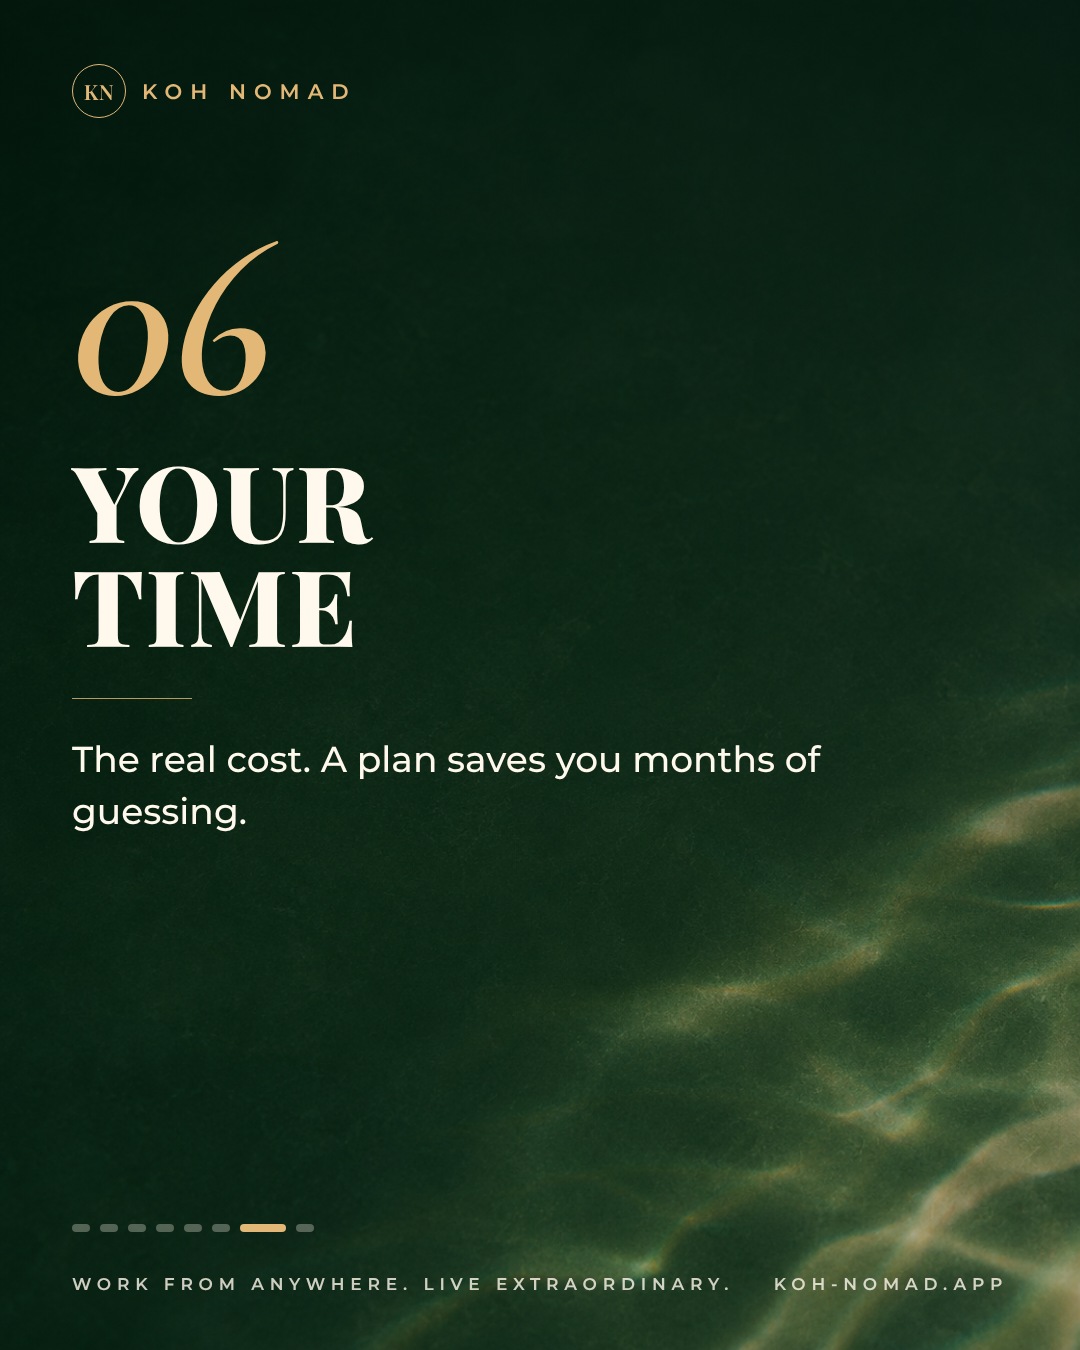 KN KOH NOMAD
06
YOUR
TIME
The real cost. A plan saves you months of
guessing.
WORK FROM ANYWHERE. LIVE EXTRAORDINARY. KOH-NOMAD.APP